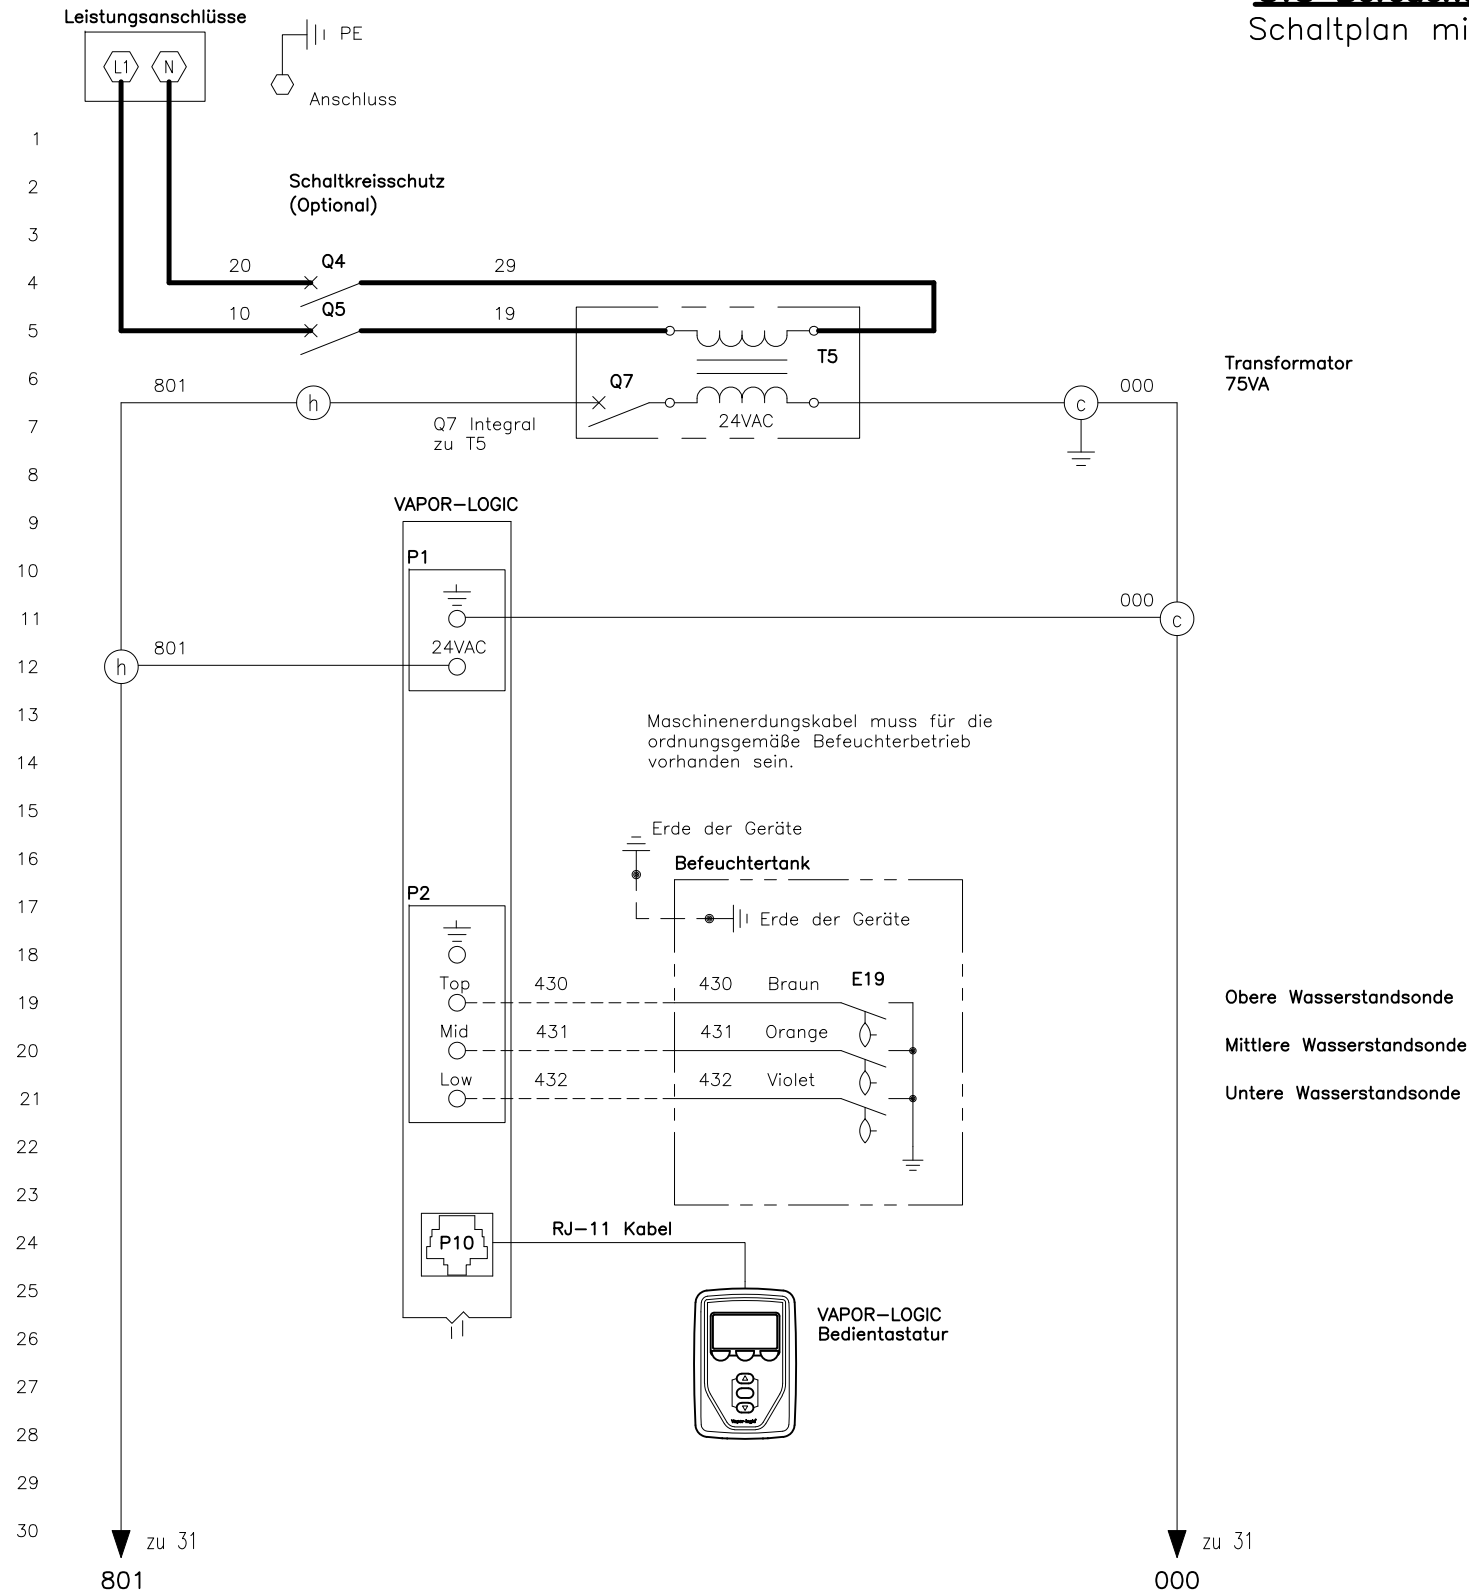 Leistungsanschlüsse
PE
Schaltplan mi
L1 N
Anschluss
1
2
Schaltkreisschutz
(Optional)
3
20 Q4 29
4
10 Q5 19
5
T5
Transformator
75VA
6
801 h Q7 c 000
Q7 Integral
zu T5
24VAC
7
8
VAPOR-LOGIC
9
P1
10
000
11
c
801 24VAC
12
h
13
Maschinenerdungskabel muss für die
ordnungsgemäße Befeuchterbetrieb
vorhanden sein.
14
15
Erde der Geräte
16
Befeuchtertank
P2
17
Erde der Geräte
18
Top 430 430 Braun E19
19
Obere Wasserstandsonde
Mid 431 431 Orange
20
Mittlere Wasserstandsonde
Low 432 432 Violet
21
Untere Wasserstandsonde
22
23
RJ-11 Kabel
24
P10
25
VAPOR-LOGIC
Bedientastatur
26
27
Vapor-logic
28
29
30
zu 31
zu 31
801
000